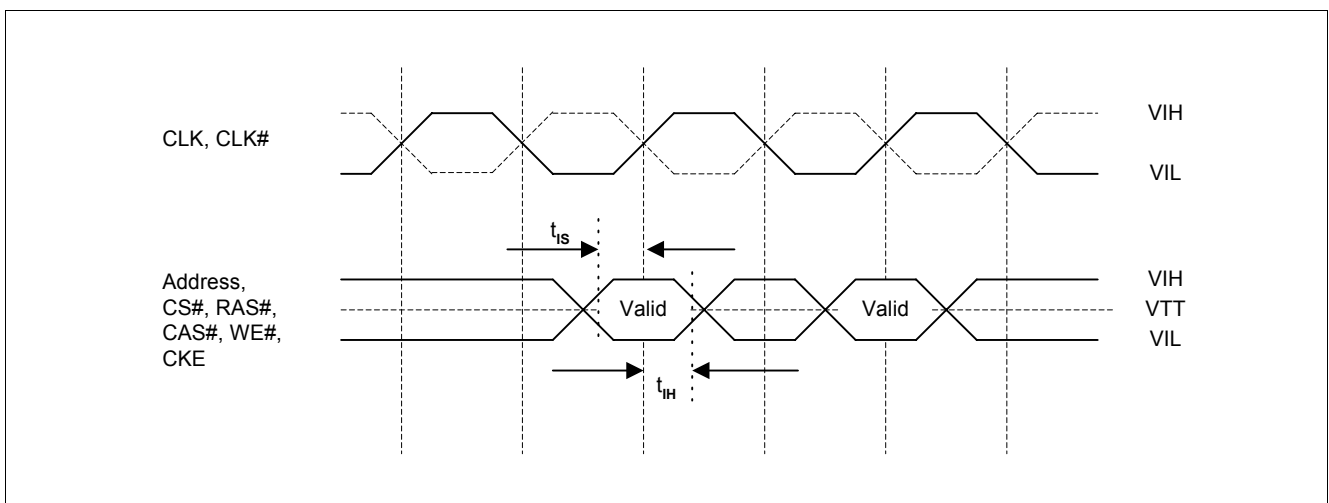 CLK, CLK#
VIH
VIL
tIS
Address,
CS#, RAS#,
CAS#, WE#,
CKE
Valid
Valid
VIH
VTT
VIL
tIH